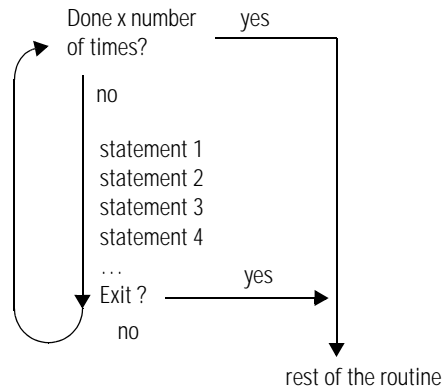 Done x number
of times?
yes
no
statement 1
statement 2
statement 3
statement 4
...
Exit ?
yes
no
rest of the routine